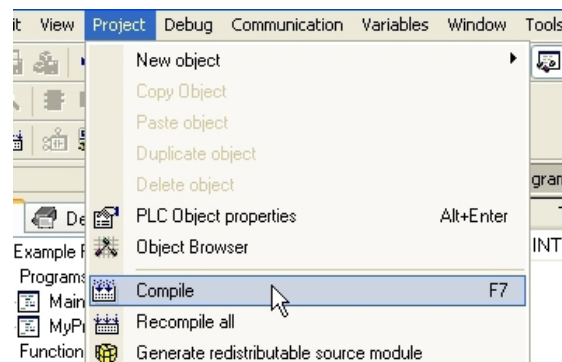 View Project Debug Communication Variables Window Tools
New object
Copy Object
Paste object
Duplicate object
Delete object
PLC Object properties Alt+Enter
Object Browser
Compile F7
Recompile all
Generate redistributable source module
Example
Programs
Main
Function
INT